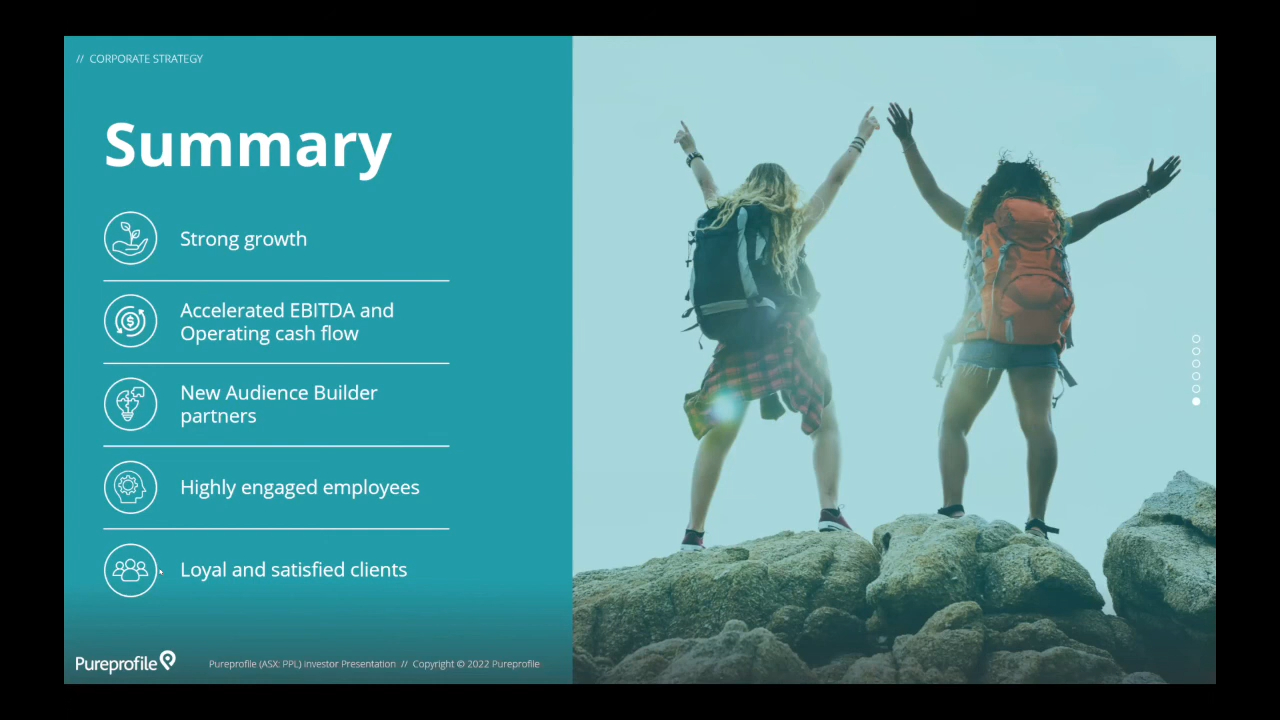 // CORPORATE STRATEGY
Summary
Strong growth
Accelerated EBITDA and
Operating cash flow
New Audience Builder
partners
Highly engaged employees
Loyal and satisfied clients
Pureprofile
Pureprofile (ASX: PPL) investor Presentation // Copyright © 2022 Pureprofile